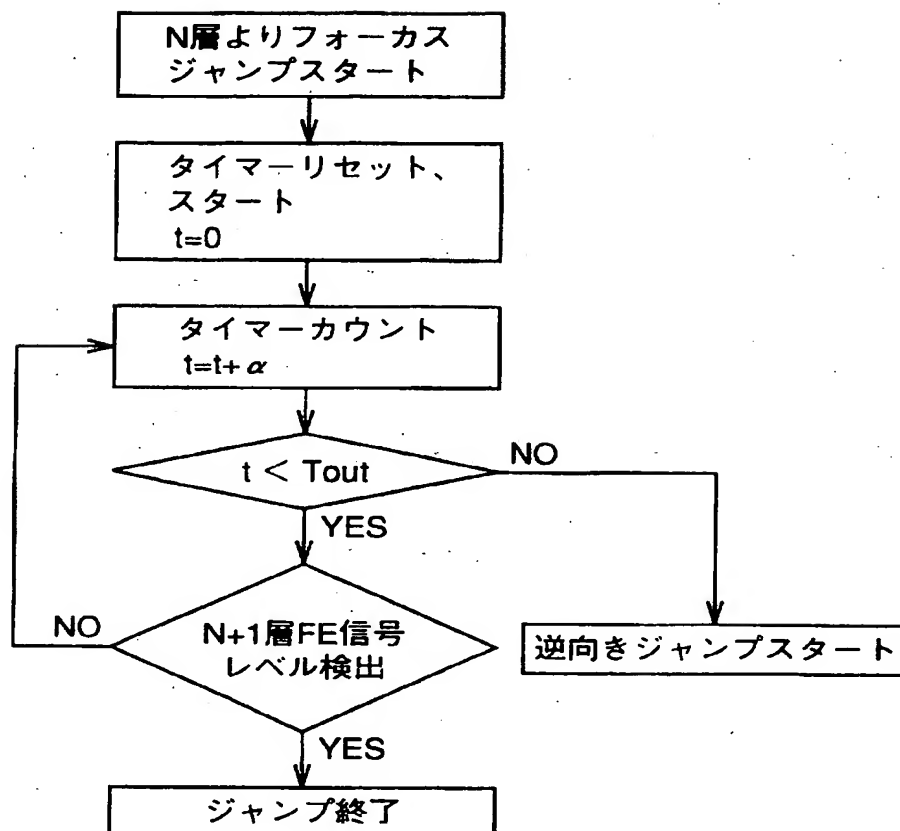 N層よりフォーカス
ジャンプスタート
タイマーリセット、
スタート
t=0
タイマーカウント
t=t+α
t < Tout
NO
YES
N+1層FE信号
レベル検出
NO
逆向きジャンプスタート
YES
ジャンプ終了